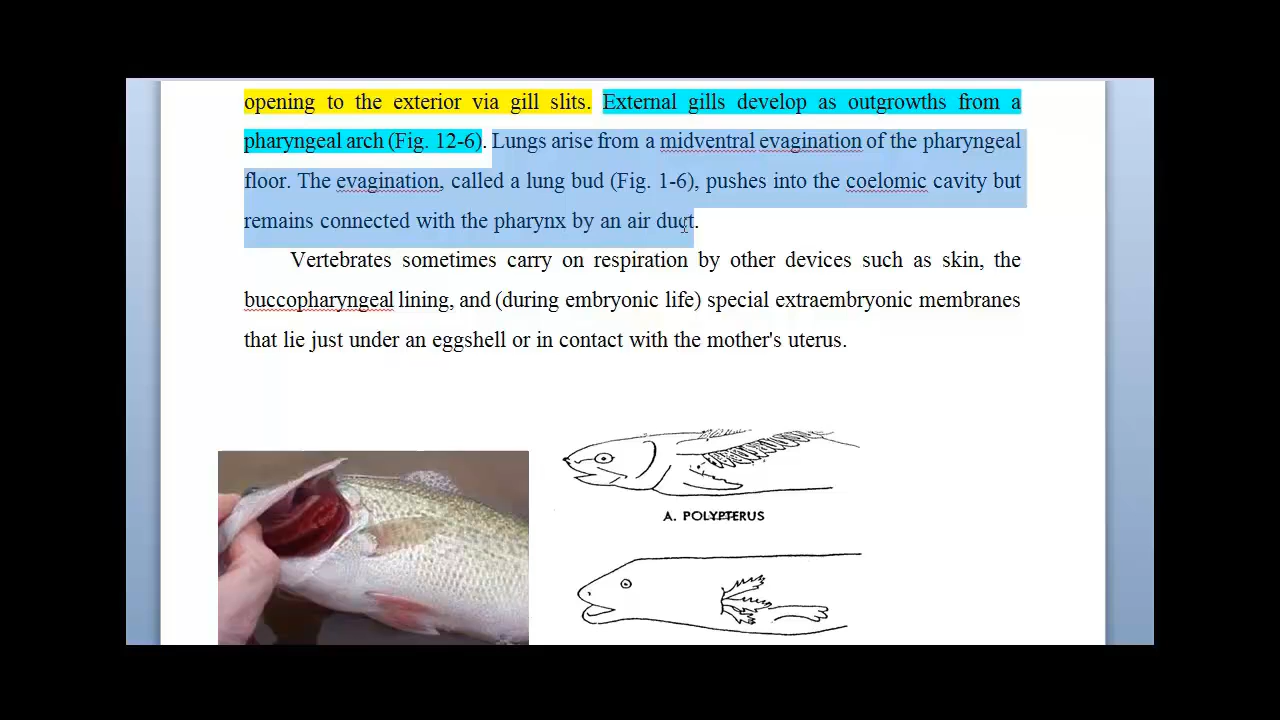 opening to the exterior via gill slits. External gills develop as outgrowths from a
pharyngeal arch (Fig. 12-6). Lungs arise from a midventral evagination of the pharyngeal
floor. The evagination, called a lung bud (Fig. 1-6), pushes into the coelomic cavity but
remains connected with the pharynx by an air duct.
Vertebrates sometimes carry on respiration by other devices such as skin, the
buccopharyngeal lining, and (during embryonic life) special extraembryonic membranes
that lie just under an eggshell or in contact with the mother's uterus.
A. POLYPTERUS